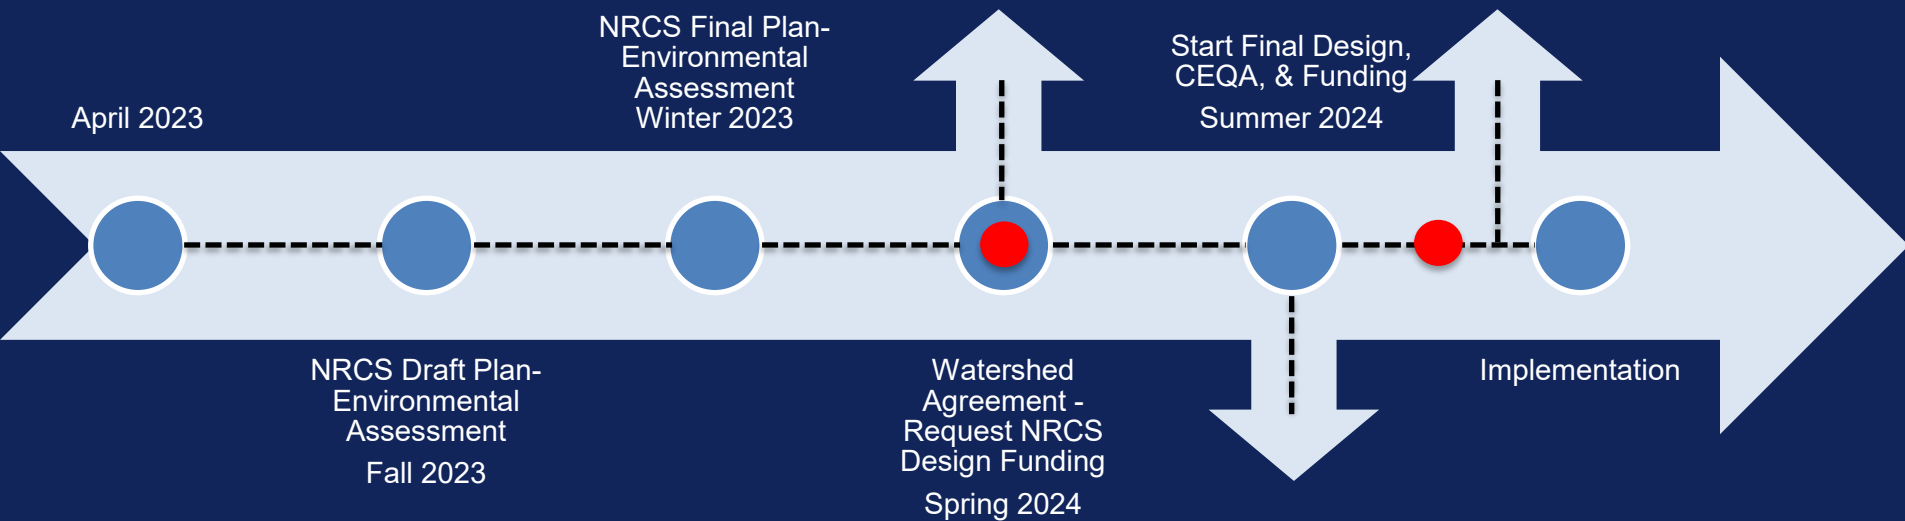 April 2023
NRCS Draft Plan-
Environmental
Assessment
Fall 2023
NRCS Final Plan-
Environmental
Assessment
Winter 2023
Watershed
Agreement -
Request NRCS
Design Funding
Spring 2024
Start Final Design,
CEQA, & Funding
Summer 2024
Implementation